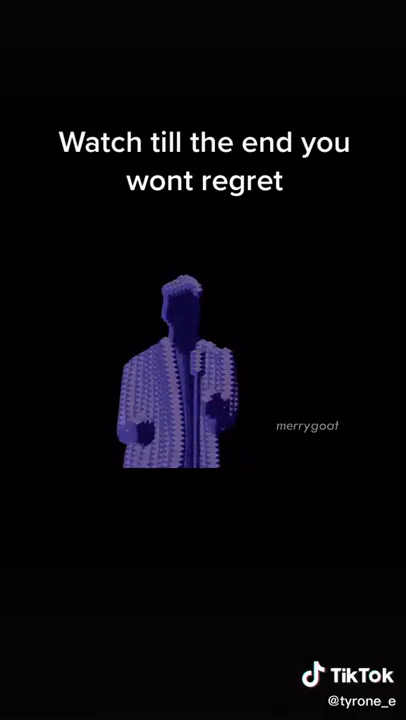 Watch till the end you
wont regret
merrygoat
TikTok
@tyrone_e